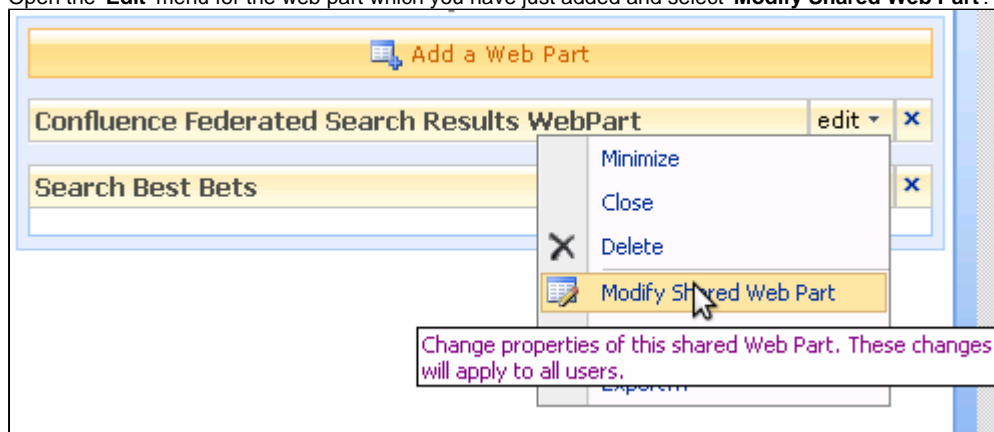 Open the 'Edit' menu for the web part which you have just added and select 'Modify Shared Web Part'.
Add a Web Part
Confluence Federated Search Results WebPart edit
Minimize
Search Best Bets
Close
Delete
Modify Shared Web Part
Change properties of this shared Web Part. These changes
will apply to all users.